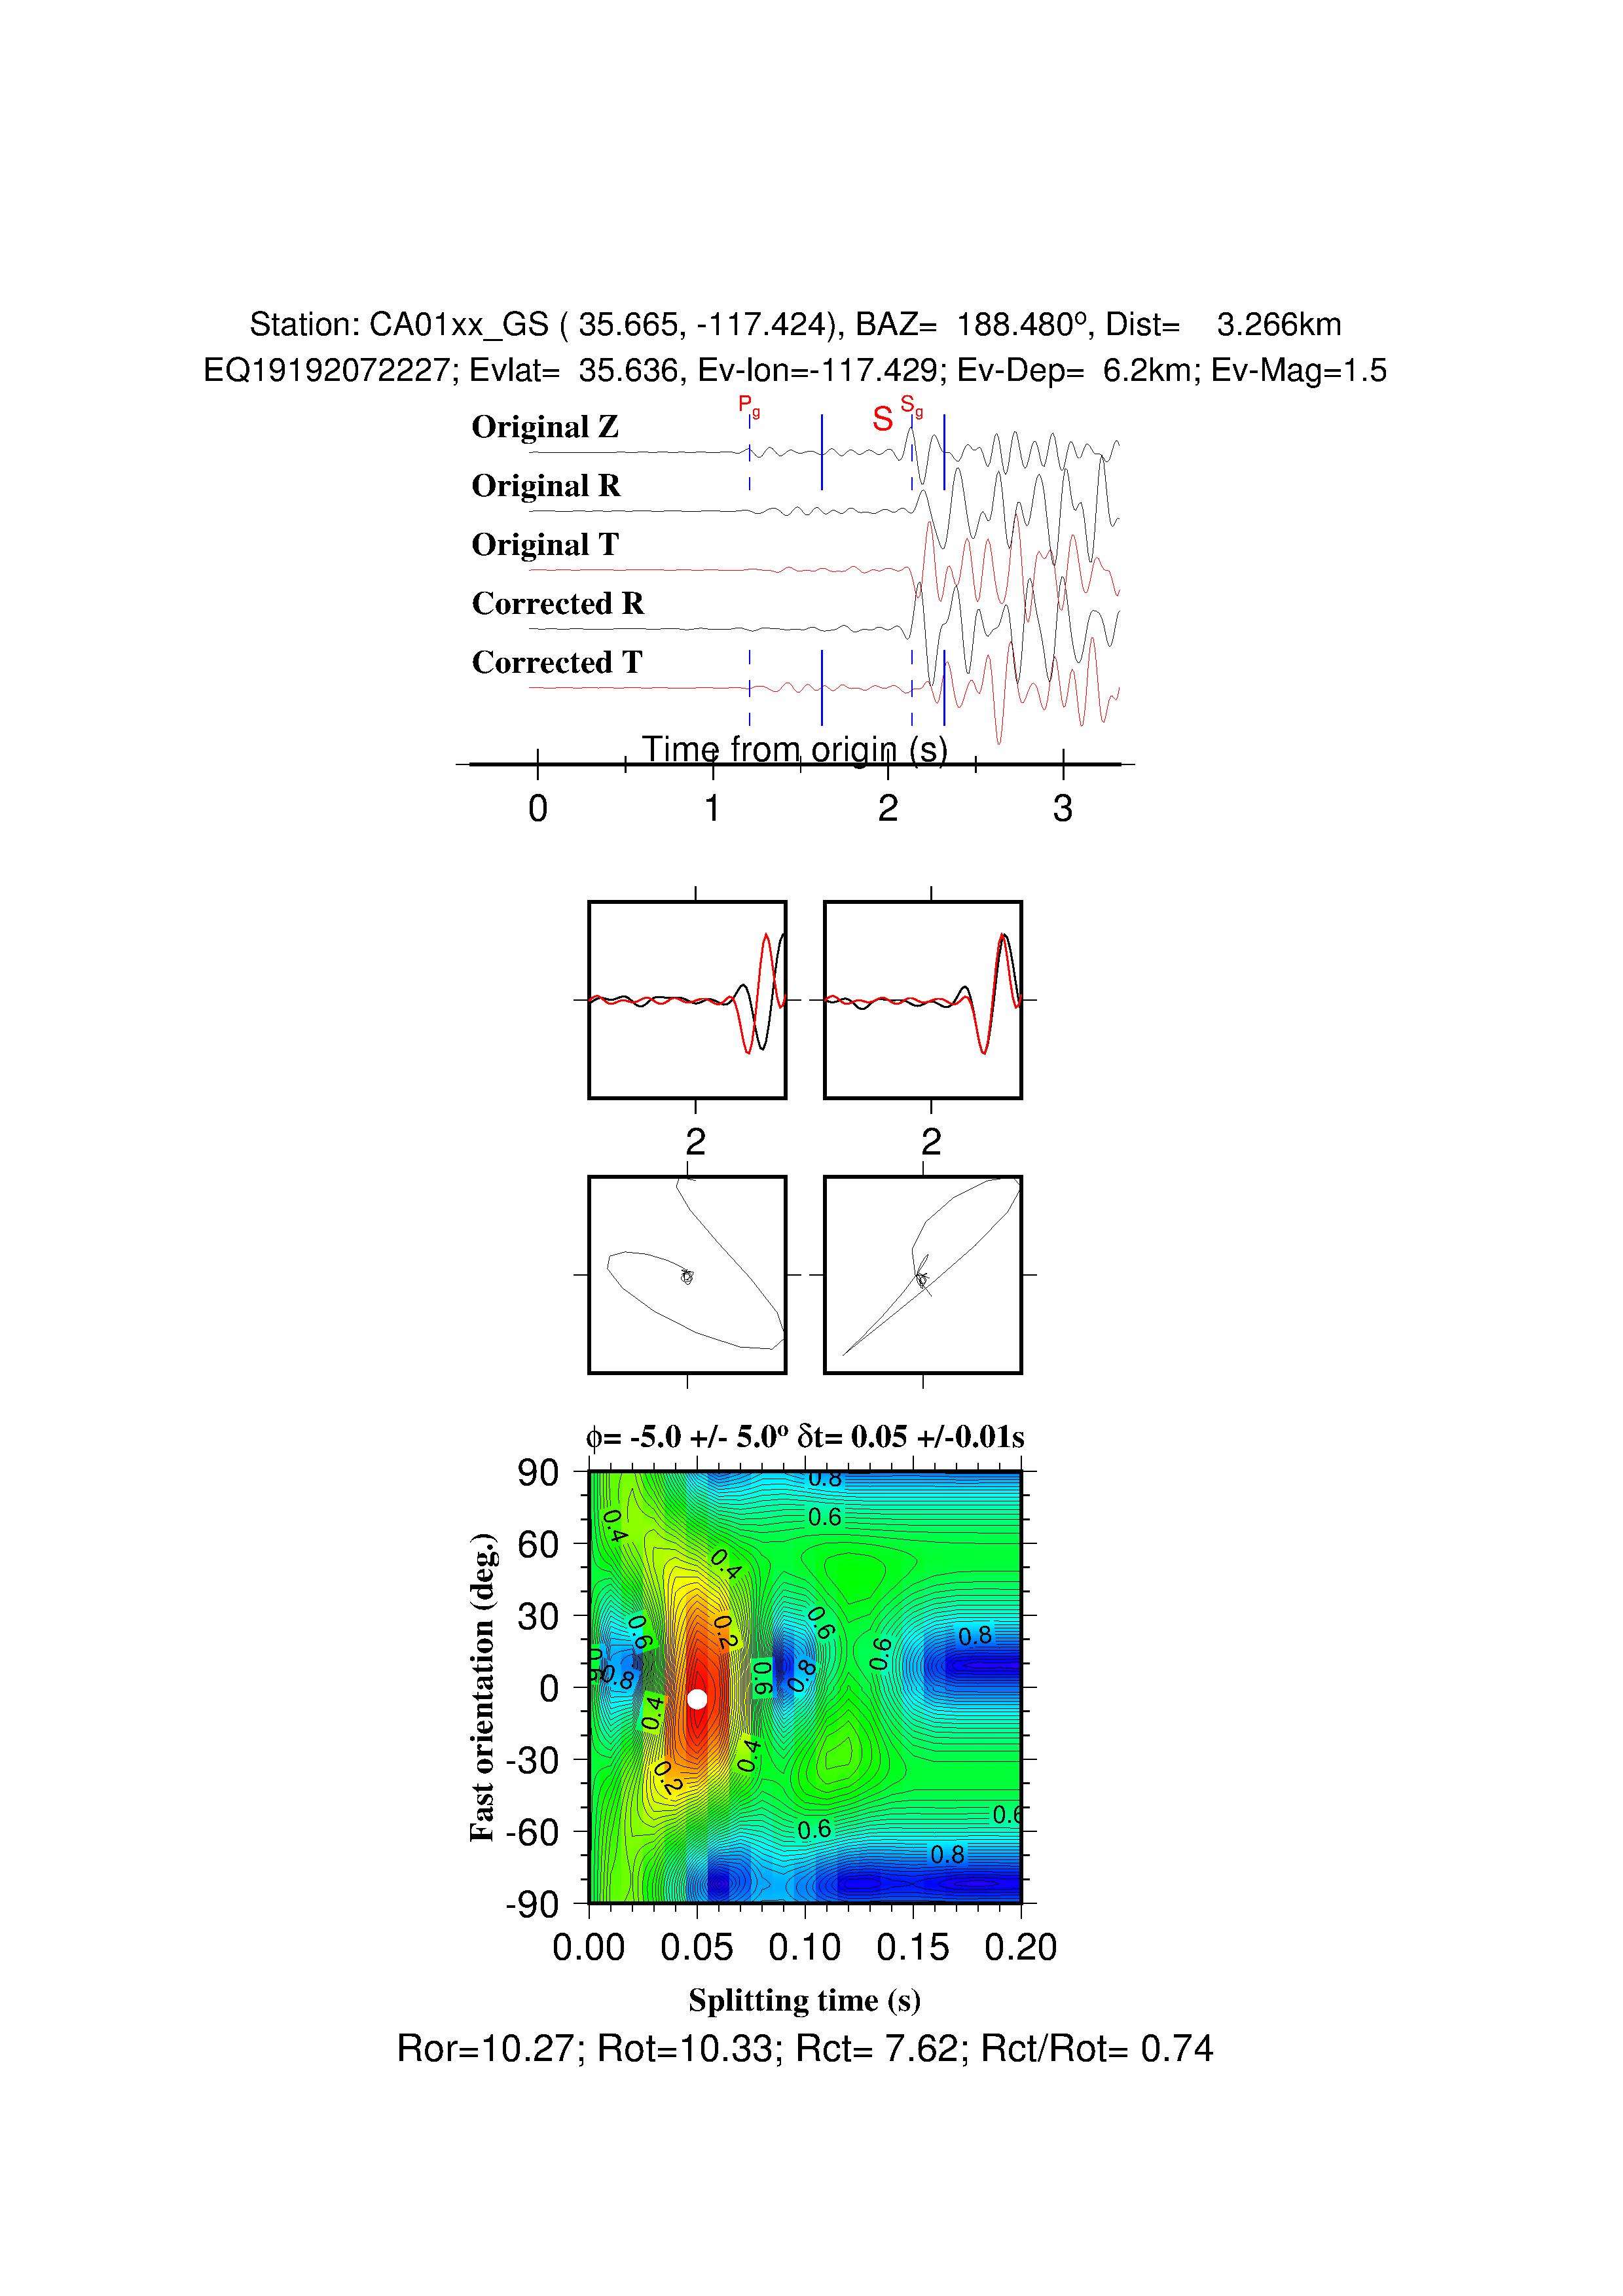 Station: CA01xx_GS ( 35.665, -117.424), BAZ= 188.480º, Dist= 3.266km
EQ19192072227; Evlat= 35.636, Ev-lon=-117.429; Ev-Dep= 6.2km; Ev-Mag=1.5
Pg S Sg
Original Z
Original R
Original T
Corrected R
Corrected T
Time from origin (s)
0 1 2 3
2 2
ϕ= -5.0 +/- 5.0º δt= 0.05 +/-0.01s
90
60
30
0
-30
-60
-90
Fast orientation (deg.)
0.8
0.6
0.4
0.4
0.6
0.2
0.6
0.8
0.6
0.8
0.6
0.8
0.4
0.4
0.2
0.6
0.6
0.8
0.00 0.05 0.10 0.15 0.20
Splitting time (s)
Ror=10.27; Rot=10.33; Rct= 7.62; Rct/Rot= 0.74